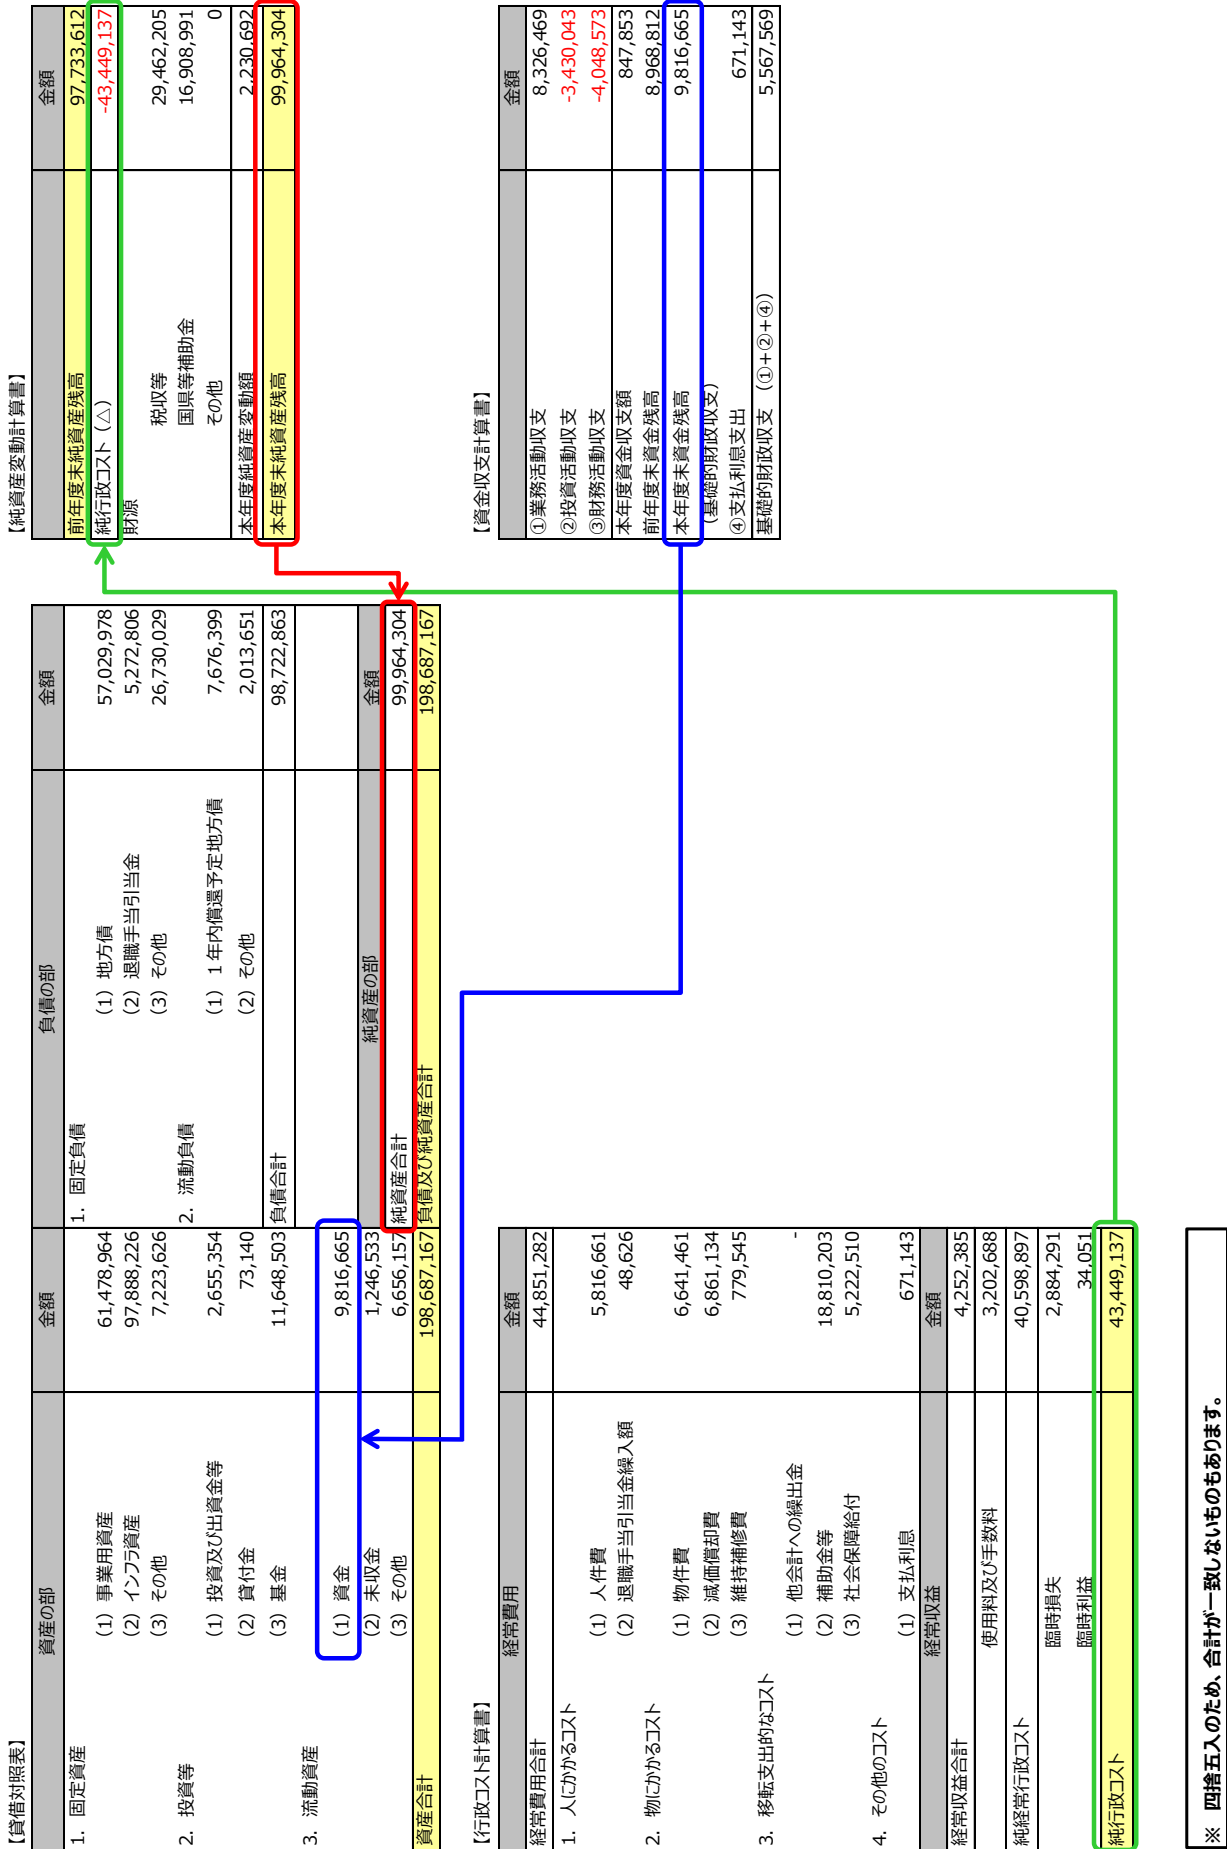 【貸借対照表】
資産の部 金額 負債の部 金額
1. 固定資産 1. 固定負債
(1) 事業用資産 61,478,964 (1) 地方債 57,029,978
(2) インフラ資産 97,888,226 (2) 退職手当引当金 5,272,806
(3) その他 7,223,626 (3) その他 26,730,029
2. 投資等 2. 流動負債
(1) 投資及び出資金等 2,655,354 (1) 1年内償還予定地方債 7,676,399
(2) 貸付金 73,140 (2) その他 2,013,651
(3) 基金 11,648,503 負債合計 98,722,863
3. 流動資産
(1) 資金 9,816,665
(2) 未収金 1,246,533 純資産の部 金額
(3) その他 6,656,157 純資産合計 99,964,304
資産合計 198,687,167 負債及び純資産合計 198,687,167
【純資産変動計算書】
金額
前年度末純資産残高 97,733,612
純行政コスト（△） -43,449,137
財源
税収等 29,462,205
国県等補助金 16,908,991
その他 0
本年度純資産変動額 2,230,692
本年度末純資産残高 99,964,304
【行政コスト計算書】
経常費用 金額
経常費用合計 44,851,282
1. 人にかかるコスト
(1) 人件費 5,816,661
(2) 退職手当引当金繰入額 48,626
2. 物にかかるコスト
(1) 物件費 6,641,461
(2) 減価償却費 6,861,134
(3) 維持補修費 779,545
3. 移転支出的なコスト
(1) 他会計への繰出金 -
(2) 補助金等 18,810,203
(3) 社会保障給付 5,222,510
4. その他のコスト
(1) 支払利息 671,143
経常収益 金額
経常収益合計 4,252,385
使用料及び手数料 3,202,688
純経常行政コスト 40,598,897
臨時損失 2,884,291
臨時利益 34,051
純行政コスト 43,449,137
【資金収支計算書】
金額
①業務活動収支 8,326,469
②投資活動収支 -3,430,043
③財務活動収支 -4,048,573
本年度資金収支額 847,853
前年度末資金残高 8,968,812
本年度末資金残高 9,816,665
(基礎的財政収支)
④支払利息支出 671,143
基礎的財政収支 （①+②+④） 5,567,569
※ 四捨五入のため、合計が一致しないものもあります。